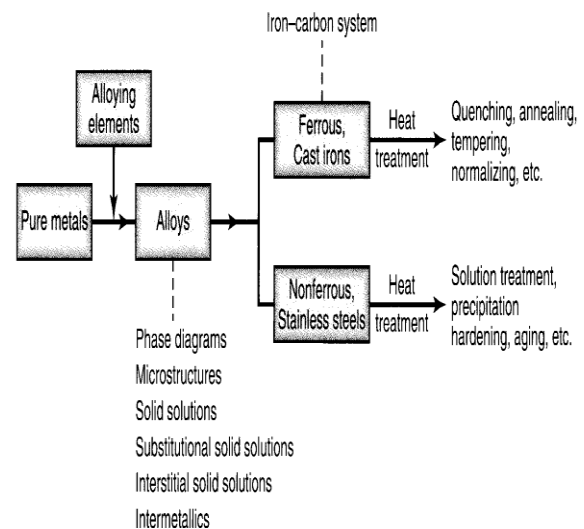 Iron–carbon system
Alloying
elements
Ferrous,
Cast irons
Heat
treatment
Quenching, annealing,
tempering,
normalizing, etc.
Pure metals
Alloys
Nonferrous,
Stainless steels
Heat
treatment
Solution treatment,
precipitation
hardening, aging, etc.
Phase diagrams
Microstructures
Solid solutions
Substitutional solid solutions
Interstitial solid solutions
Intermetallics